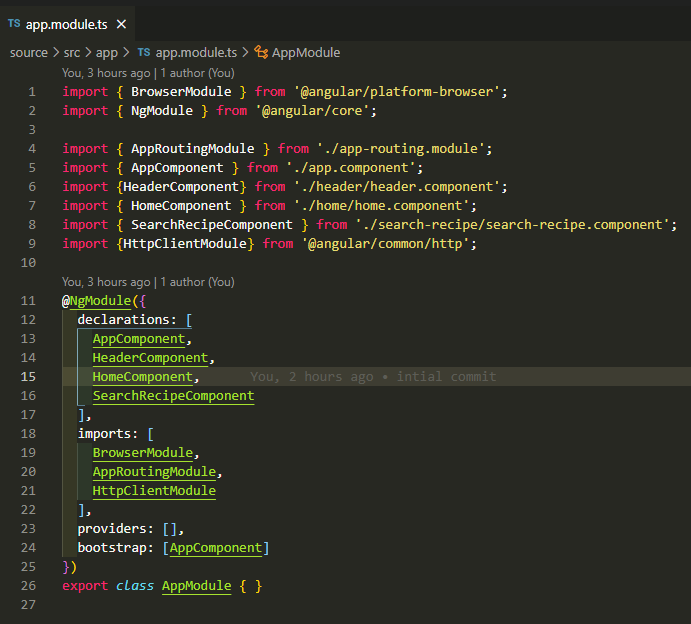 TS app.module.ts ×
source > src > app > TS app.module.ts > AppModule
You, 3 hours ago | 1 author (You)
1 import { BrowserModule } from '@angular/platform-browser';
2 import { NgModule } from '@angular/core';
3
4 import { AppRoutingModule } from './app-routing.module';
5 import { AppComponent } from './app.component';
6 import {HeaderComponent} from './header/header.component';
7 import { HomeComponent } from './home/home.component';
8 import { SearchRecipeComponent } from './search-recipe/search-recipe.component';
9 import {HttpClientModule} from '@angular/common/http';
10
You, 3 hours ago | 1 author (You)
11 @NgModule({
12 declarations: [
13 AppComponent,
14 HeaderComponent,
15 HomeComponent, You, 2 hours ago • intial commit
16 SearchRecipeComponent
17 ],
18 imports: [
19 BrowserModule,
20 AppRoutingModule,
21 HttpClientModule
22 ],
23 providers: [],
24 bootstrap: [AppComponent]
25 })
26 export class AppModule { }
27